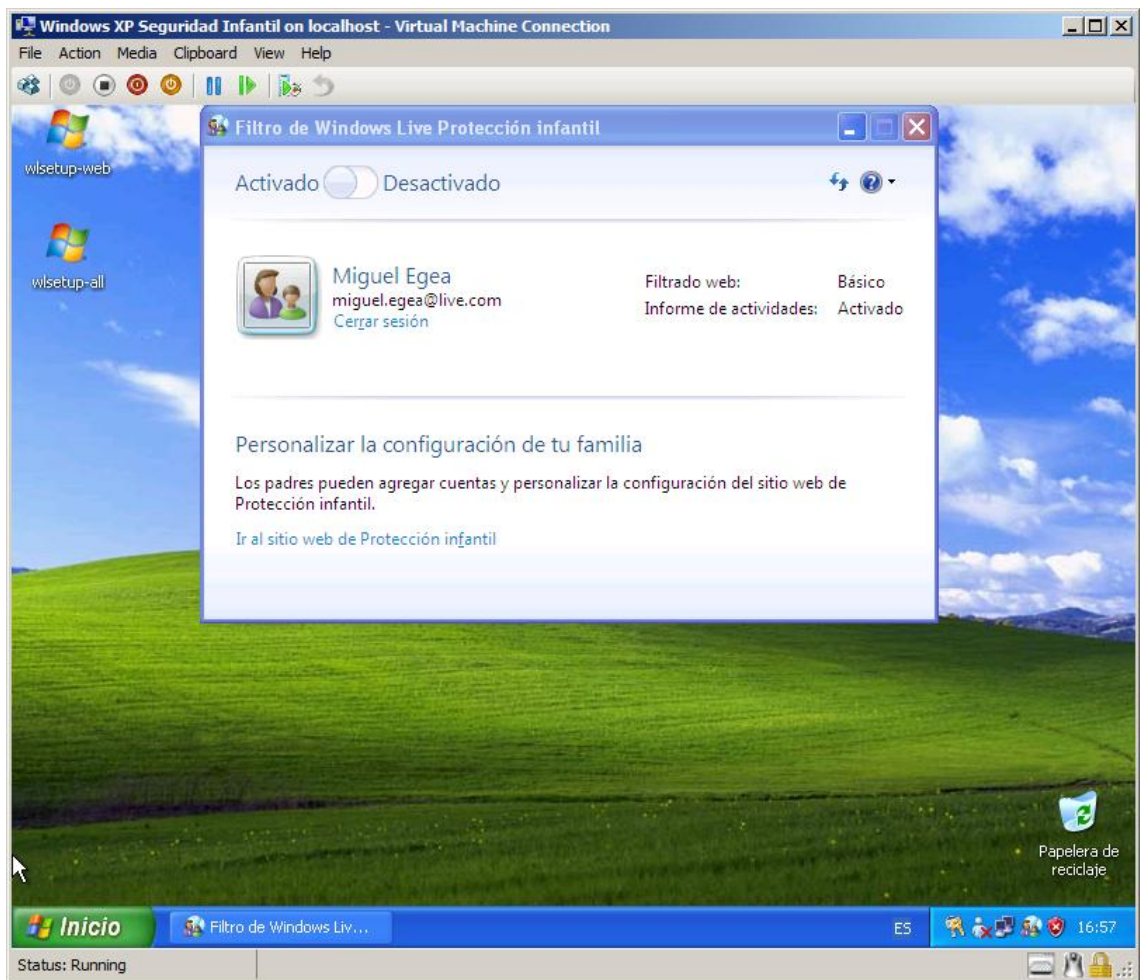 Windows XP Seguridad Infantil on localhost - Virtual Machine Connection
File Action Media Clipboard View Help
wlsetup-web
wlsetup-all
Filtro de Windows Live Protección infantil
Activado Desactivado
Miguel Egea
miguel.egea@live.com
Cerrar sesión
Filtrado web: Básico
Informe de actividades: Activado
Personalizar la configuración de tu familia
Los padres pueden agregar cuentas y personalizar la configuración del sitio web de
Protección infantil.
Ir al sitio web de Protección infantil
Papelera de
reciclaje
Inicio
Filtro de Windows Liv...
ES
16:57
Status: Running